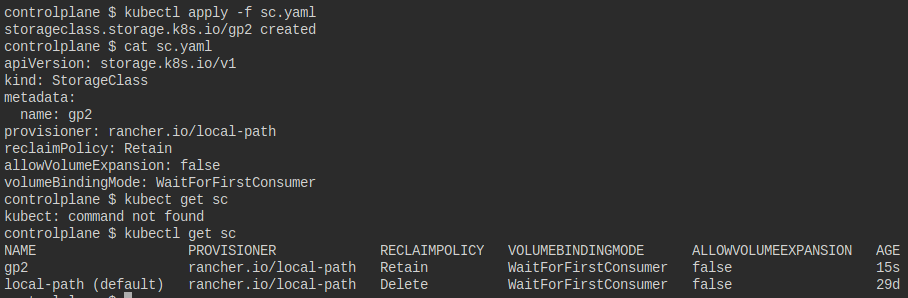 controlplane $ kubectl apply -f sc.yaml
storageclass.storage.k8s.io/gp2 created
controlplane $ cat sc.yaml
apiVersion: storage.k8s.io/v1
kind: StorageClass
metadata:
  name: gp2
provisioner: rancher.io/local-path
reclaimPolicy: Retain
allowVolumeExpansion: false
volumeBindingMode: WaitForFirstConsumer
controlplane $ kubect get sc
kubect: command not found
controlplane $ kubectl get sc
NAME                   PROVISIONER             RECLAIMPOLICY   VOLUMEBINDINGMODE      ALLOWVOLUMEEXPANSION   AGE
gp2                    rancher.io/local-path   Retain          WaitForFirstConsumer   false                  15s
local-path (default)   rancher.io/local-path   Delete          WaitForFirstConsumer   false                  29d
controlplane $